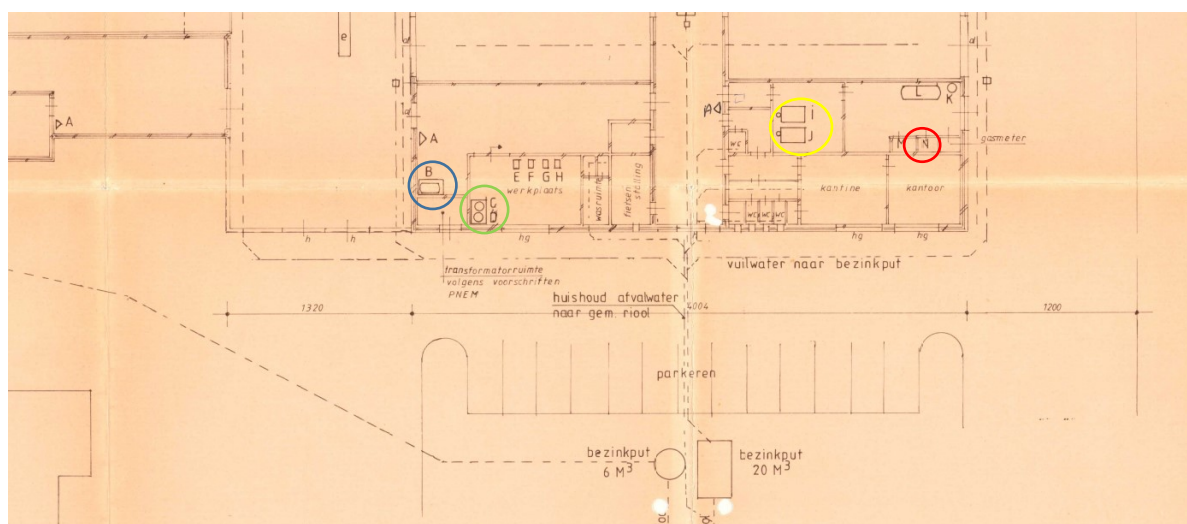 e
d
A
B
A
E F G H
werkplaats
C
D
wasruimte
fietsen
stalling
A
I
J
L
K
M N
gasmeter
wc
kantine
kantoor
wc wc wc
h
h
hg
h
hg
hg
transformatorruimte
volgens voorschriften
PNEM
vuilwater naar bezinkput
huishoud afvalwater
naar gem. riool
1320
4004
1200
parkeren
bezinkput
6 M³
bezinkput
20 M³